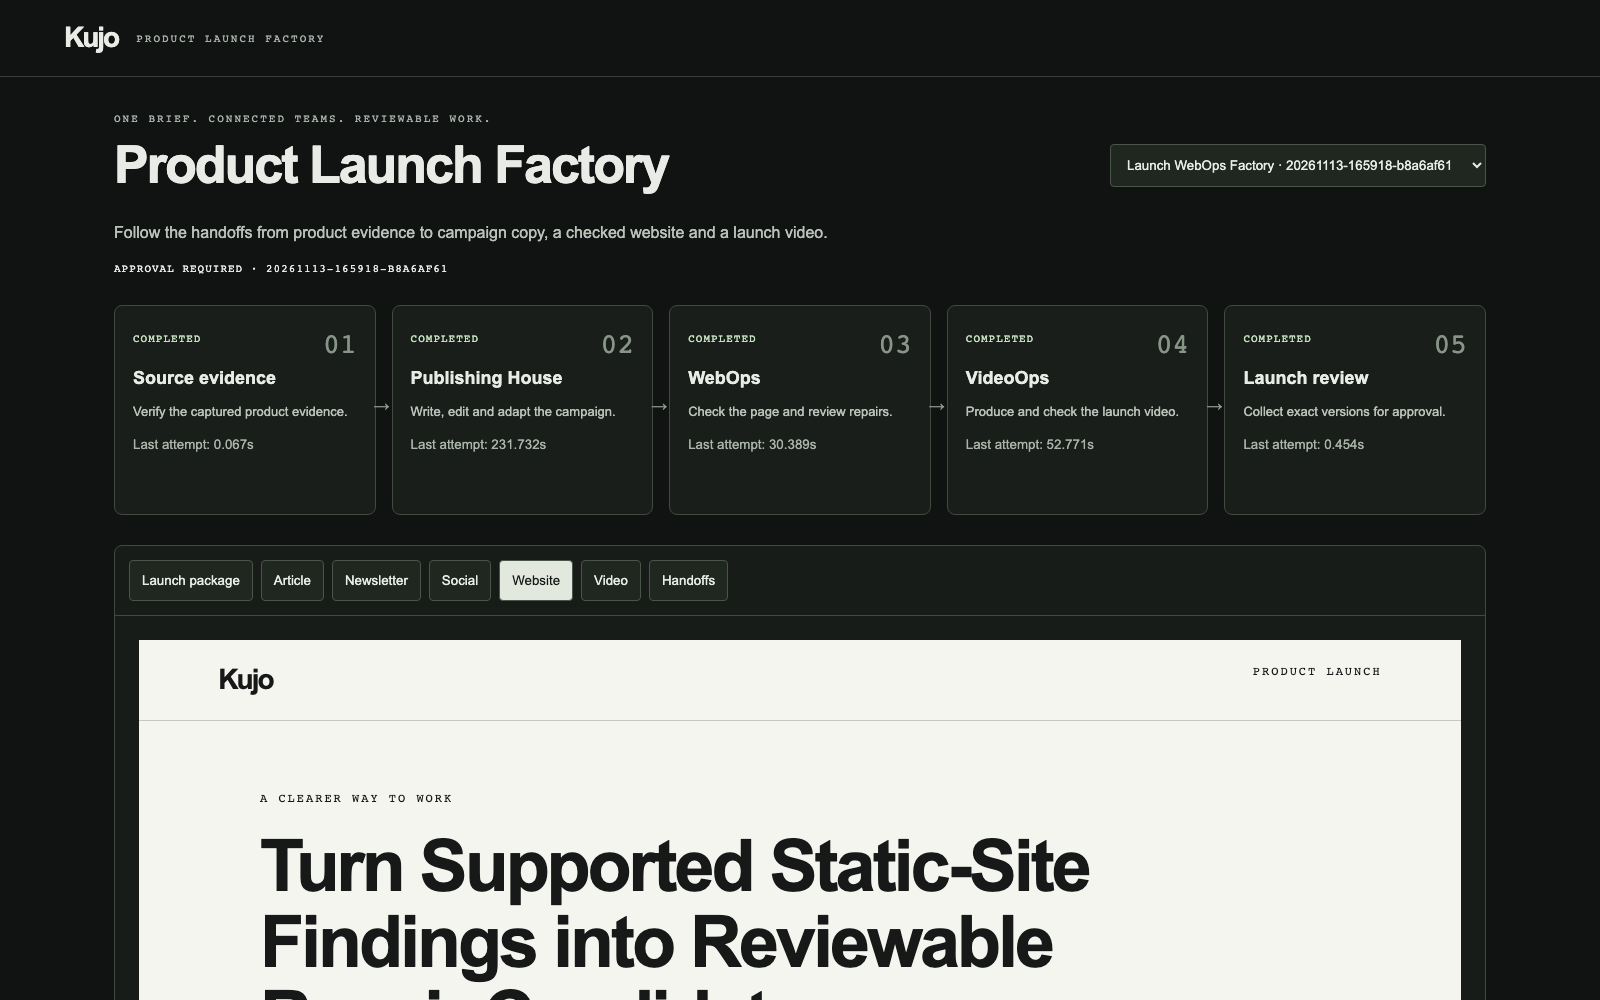 Kujo PRODUCT LAUNCH FACTORY
ONE BRIEF. CONNECTED TEAMS. REVIEWABLE WORK.
Product Launch Factory
Launch WebOps Factory · 20261113-165918-b8a6af61
Follow the handoffs from product evidence to campaign copy, a checked website and a launch video.
APPROVAL REQUIRED · 20261113-165918-B8A6AF61
COMPLETED 01
Source evidence
Verify the captured product evidence.
Last attempt: 0.067s
→
COMPLETED 02
Publishing House
Write, edit and adapt the campaign.
Last attempt: 231.732s
→
COMPLETED 03
WebOps
Check the page and review repairs.
Last attempt: 30.389s
→
COMPLETED 04
VideoOps
Produce and check the launch video.
Last attempt: 52.771s
→
COMPLETED 05
Launch review
Collect exact versions for approval.
Last attempt: 0.454s
Launch package Article Newsletter Social Website Video Handoffs
Kujo PRODUCT LAUNCH
A CLEARER WAY TO WORK
Turn Supported Static-Site
Findings into Reviewable